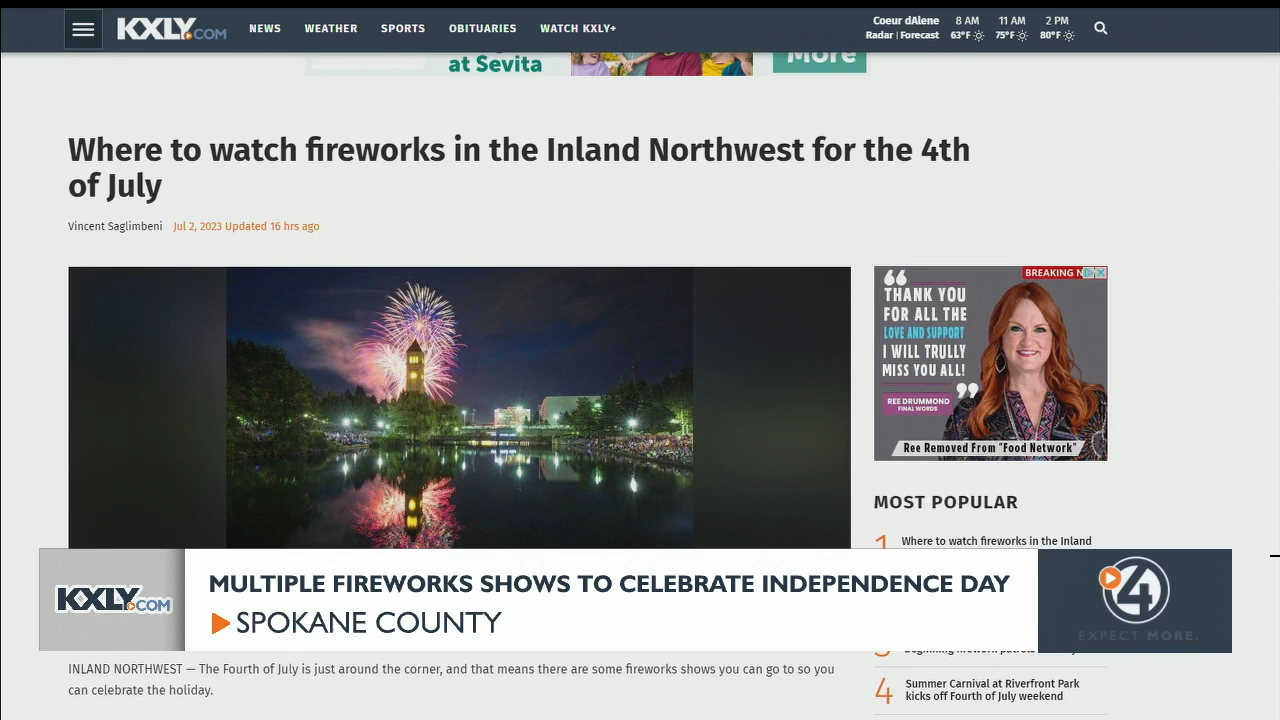 KXLY.COM
NEWS
WEATHER
SPORTS
OBITUARIES
WATCH KXLY+
Coeur dAlene
Radar | Forecast
8 AM
63°F
11 AM
75°F
2 PM
80°F
at Sevita
More
Where to watch fireworks in the Inland Northwest for the 4th
of July
Vincent Saglimbeni Jul 2, 2023 Updated 16 hrs ago
BREAKING N
THANK YOU
FOR ALL THE
LOVE AND SUPPORT
I WILL TRULLY
MISS YOU ALL!
REE DRUMMOND
FINAL WORDS
Ree Removed From "Food Network"
MOST POPULAR
1 Where to watch fireworks in the Inland
KXLY.COM
MULTIPLE FIREWORKS SHOWS TO CELEBRATE INDEPENDENCE DAY
SPOKANE COUNTY
4
EXPECT MORE.
INLAND NORTHWEST — The Fourth of July is just around the corner, and that means there are some fireworks shows you can go to so you
can celebrate the holiday.
4 Summer Carnival at Riverfront Park
kicks off Fourth of July weekend